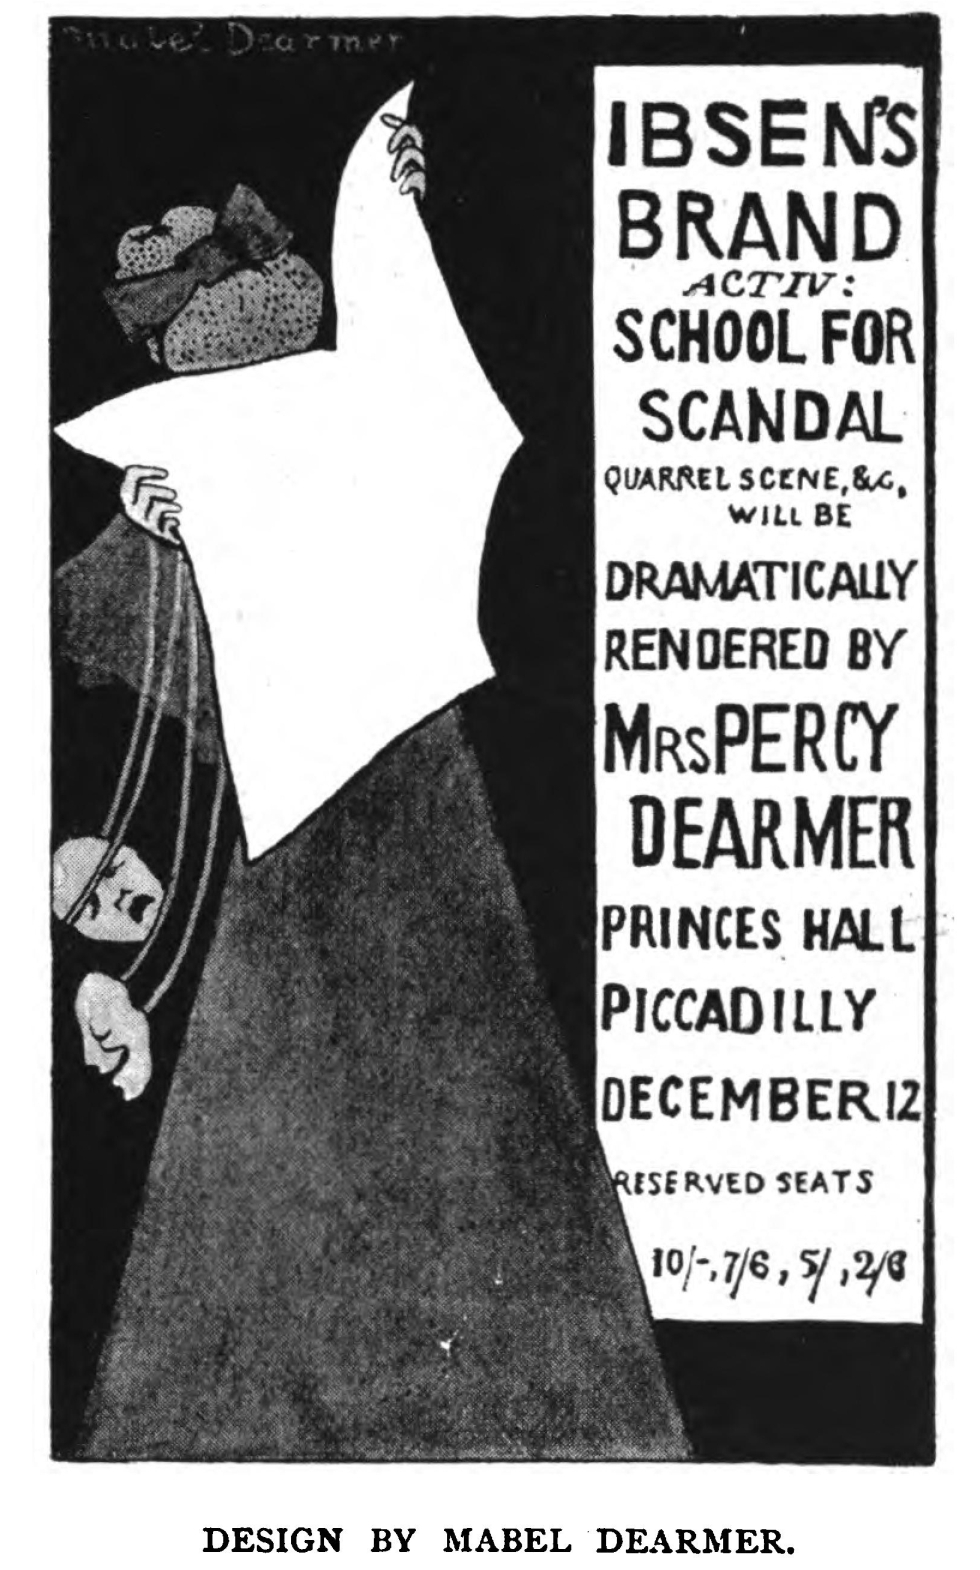 Mabel Dearmer
IBSEN'S
BRAND
ACT IV:
SCHOOL FOR
SCANDAL
QUARREL SCENE, &c,
WILL BE
DRAMATICALLY
RENDERED BY
MRS PERCY
DEARMER
PRINCES HALL
PICCADILLY
DECEMBER 12
RESERVED SEATS
10/-, 7/6, 5/, 2/6
DESIGN BY MABEL DEARMER.